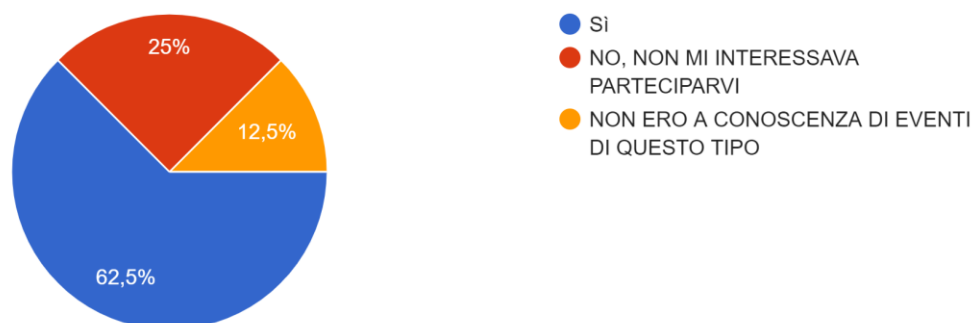 25%
12,5%
62,5%
Sì
NO, NON MI INTERESSAVA
PARTECIPARVI
NON ERO A CONOSCENZA DI EVENTI
DI QUESTO TIPO